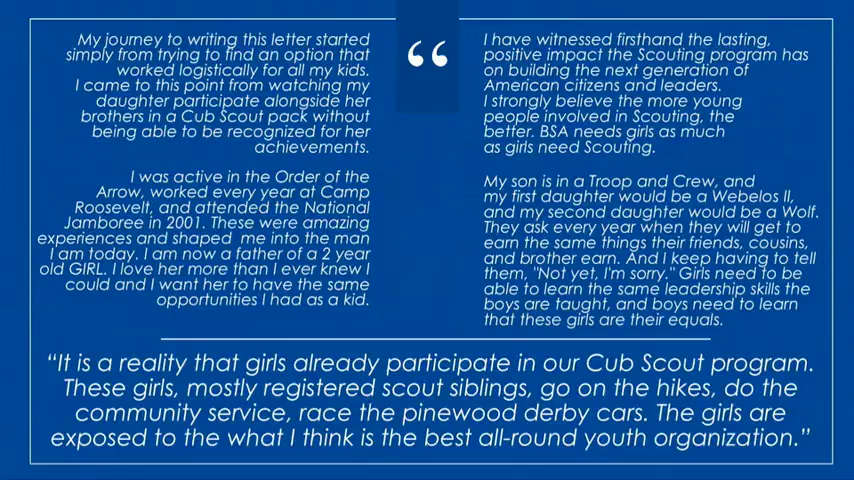 My journey to writing this letter started
simply from trying to find an option that
worked logistically for all my kids.
I came to this point from watching my
daughter participate alongside her
brothers in a Cub Scout pack without
being able to be recognized for her
achievements.
I was active in the Order of the
Arrow, worked every year at Camp
Roosevelt, and attended the National
Jamboree in 2001. These were amazing
experiences and shaped me into the man
I am today. I am now a father of a 2 year
old GIRL. I love her more than I ever knew I
could and I want her to have the same
opportunities I had as a kid.
“
I have witnessed firsthand the lasting,
positive impact the Scouting program has
on building the next generation of
American citizens and leaders.
I strongly believe the more young
people involved in Scouting, the
better. BSA needs girls as much
as girls need Scouting.
My son is in a Troop and Crew, and
my first daughter would be a Webelos II,
and my second daughter would be a Wolf.
They ask every year when they will get to
earn the same things their friends, cousins,
and brother earn. And I keep having to tell
them, "Not yet, I'm sorry." Girls need to be
able to learn the same leadership skills the
boys are taught, and boys need to learn
that these girls are their equals.
“It is a reality that girls already participate in our Cub Scout program.
These girls, mostly registered scout siblings, go on the hikes, do the
community service, race the pinewood derby cars. The girls are
exposed to the what I think is the best all-round youth organization.”